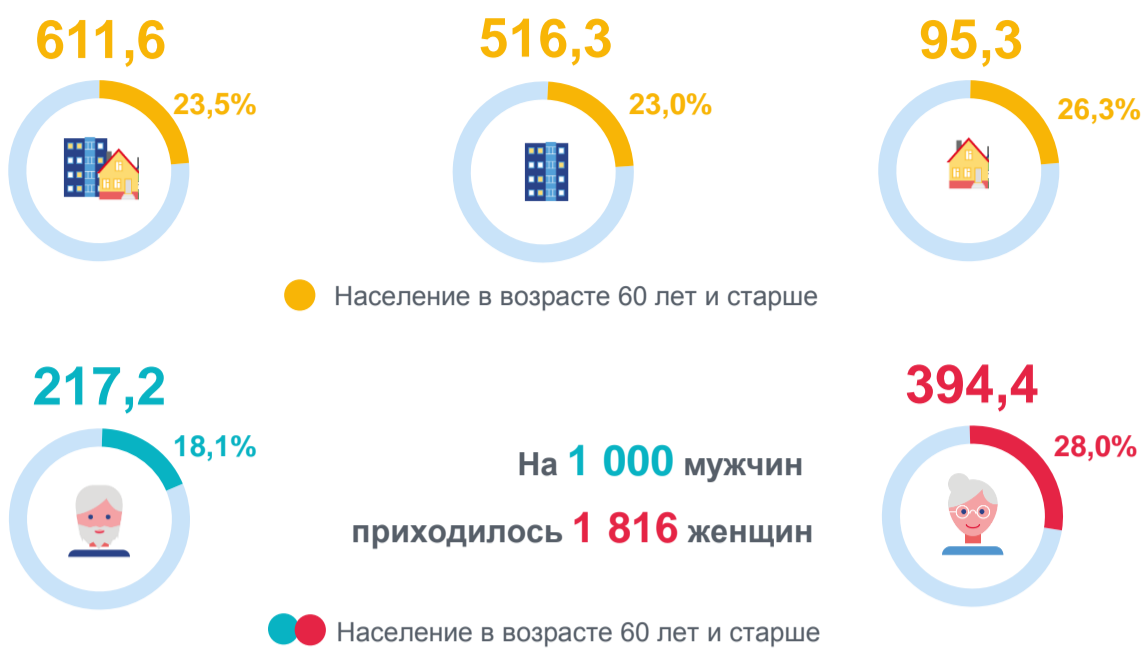 611,6
516,3
95,3
23,5%
23,0%
26,3%
Население в возрасте 60 лет и старше
217,2
394,4
18,1%
28,0%
На 1 000 мужчин
приходилось 1 816 женщин
Население в возрасте 60 лет и старше